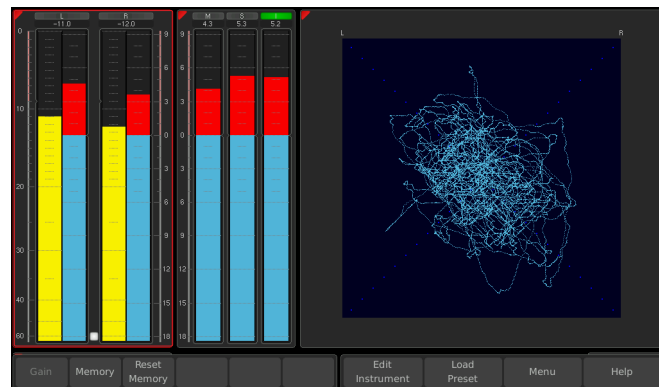 L R
-11.0 -12.0
M S I
4.3 5.3 5.2
L R
0 10 20 30 40 60
9 6 3 0 3 6 9 12 15 18
9 6 3 0 3 6 9 12 15 18
Gain
Memory
Reset
Memory
Edit
Instrument
Load
Preset
Menu
Help